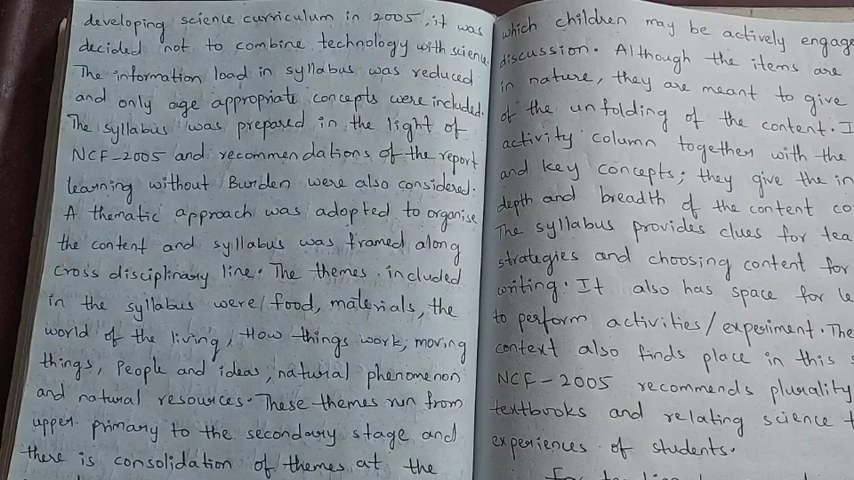 developing science curriculum in 2005, it was
decided not to combine technology with science.
The information load in syllabus was reduced
and only age appropriate concepts were included.
The syllabus was prepared in the light of
NCF-2005 and recommendations of the report
learning without Burden were also considered.
A thematic approach was adopted to organise
the content and syllabus was framed along
cross disciplinary line. The themes included
in the syllabus were food, materials, the
world of the living, How things work, moving
things, People and ideas, natural phenomenon
and natural resources. These themes run from
upper primary to the secondary stage and
there is consolidation of themes at the
which children may be actively engage
discussion. Although the items are
in nature, they are meant to give
of the unfolding of the content. I
activity column together with the
and key concepts; they give the in
depth and breadth of the content co
The syllabus provides clues for tea
strategies and choosing content for
writing. It also has space for le
to perform activities/experiment. The
context also finds place in this s
NCF-2005 recommends plurality
textbooks and relating science t
experiences of students.